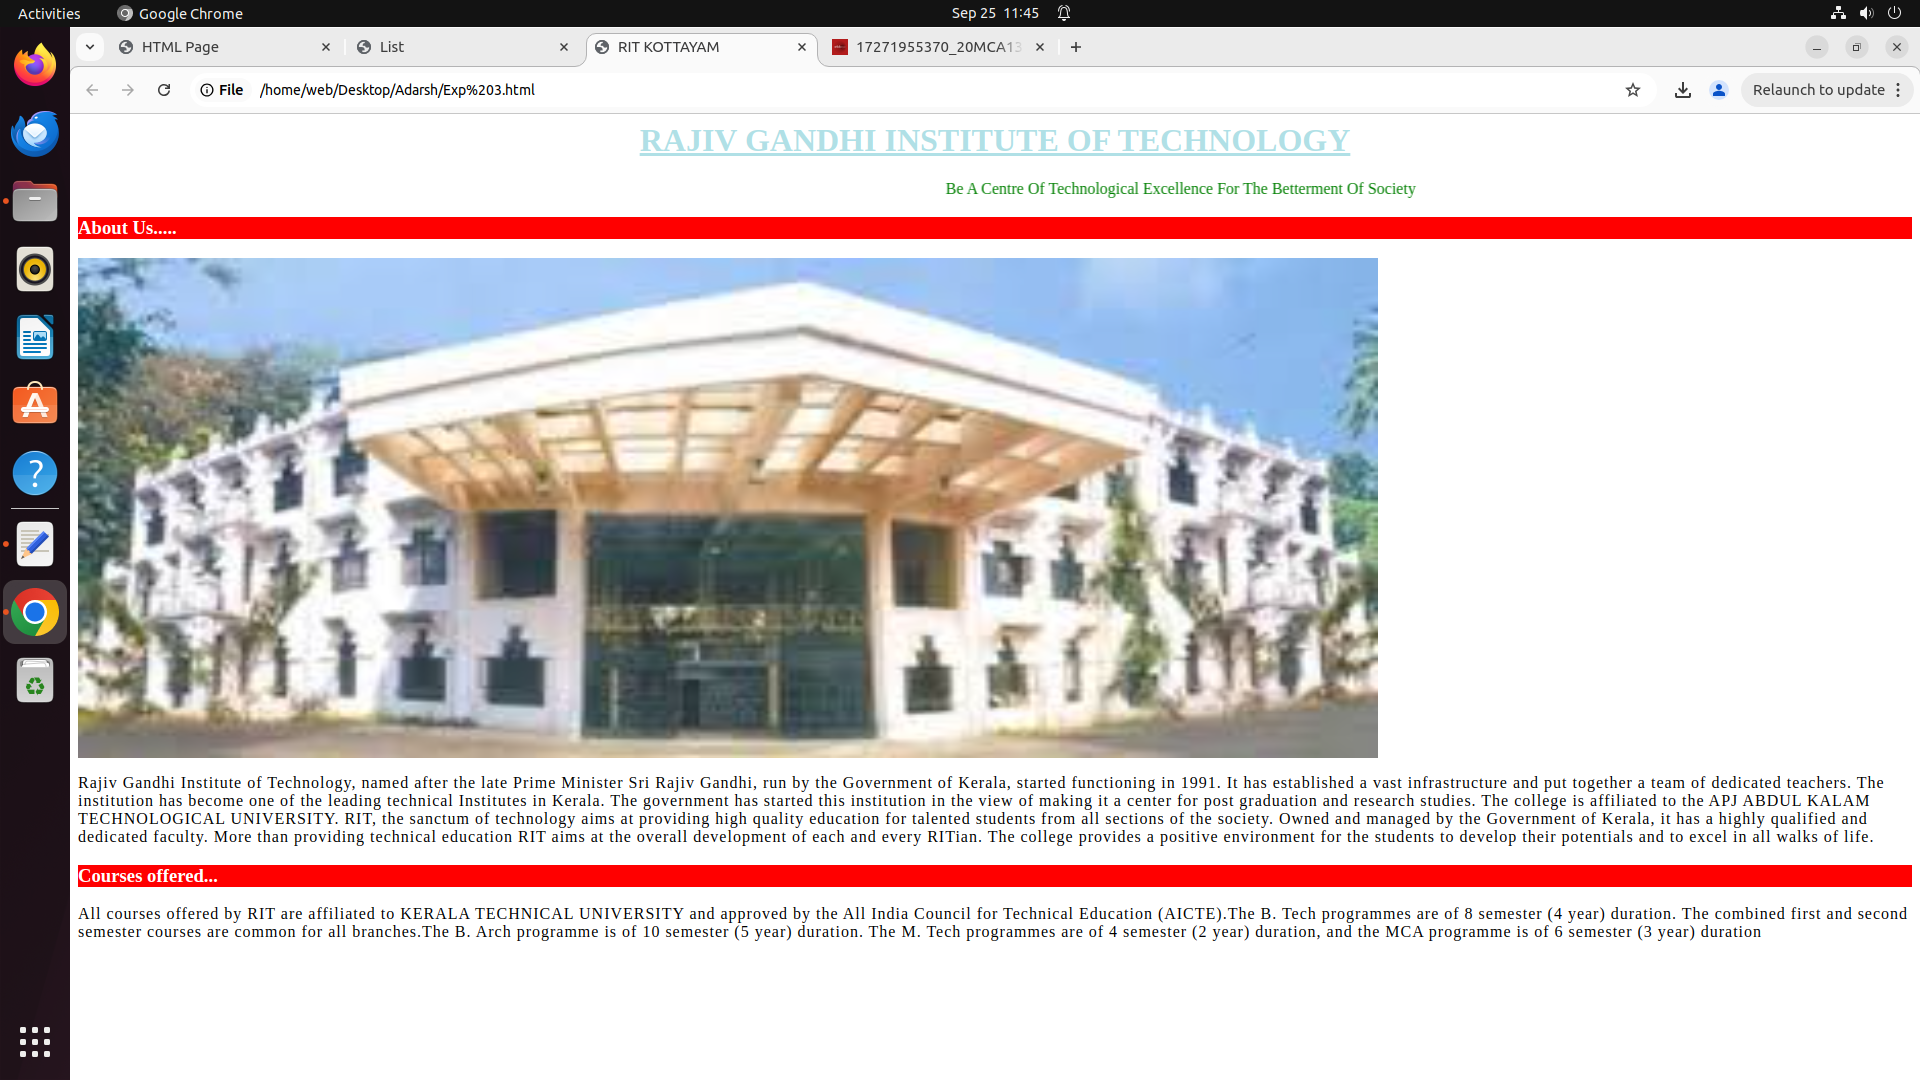 Activities
Google Chrome
Sep 25 11:45
HTML Page
List
RIT KOTTAYAM
17271955370_20MCA13
File
/home/web/Desktop/Adarsh/Exp%203.html
Relaunch to update
RAJIV GANDHI INSTITUTE OF TECHNOLOGY
Be A Centre Of Technological Excellence For The Betterment Of Society
About Us.....
Rajiv Gandhi Institute of Technology, named after the late Prime Minister Sri Rajiv Gandhi, run by the Government of Kerala, started functioning in 1991. It has established a vast infrastructure and put together a team of dedicated teachers. The
institution has become one of the leading technical Institutes in Kerala. The government has started this institution in the view of making it a center for post graduation and research studies. The college is affiliated to the APJ ABDUL KALAM
TECHNOLOGICAL UNIVERSITY. RIT, the sanctum of technology aims at providing high quality education for talented students from all sections of the society. Owned and managed by the Government of Kerala, it has a highly qualified and
dedicated faculty. More than providing technical education RIT aims at the overall development of each and every RITian. The college provides a positive environment for the students to develop their potentials and to excel in all walks of life.
Courses offered...
All courses offered by RIT are affiliated to KERALA TECHNICAL UNIVERSITY and approved by the All India Council for Technical Education (AICTE).The B. Tech programmes are of 8 semester (4 year) duration. The combined first and second
semester courses are common for all branches.The B. Arch programme is of 10 semester (5 year) duration. The M. Tech programmes are of 4 semester (2 year) duration, and the MCA programme is of 6 semester (3 year) duration